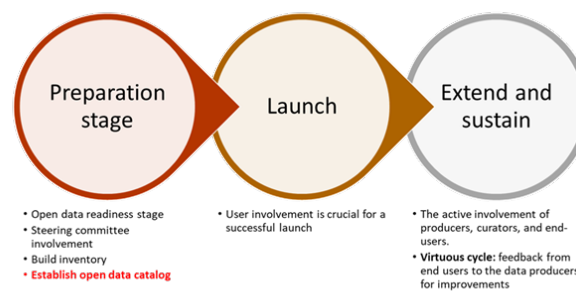 Preparation
stage
Launch
Extend and
sustain
• Open data readiness stage
• Steering committee
involvement
• Build inventory
• Establish open data catalog
• User involvement is crucial for a
successful launch
• The active involvement of
producers, curators, and end-
users.
• Virtuous cycle: feedback from
end users to the data producers
for improvements